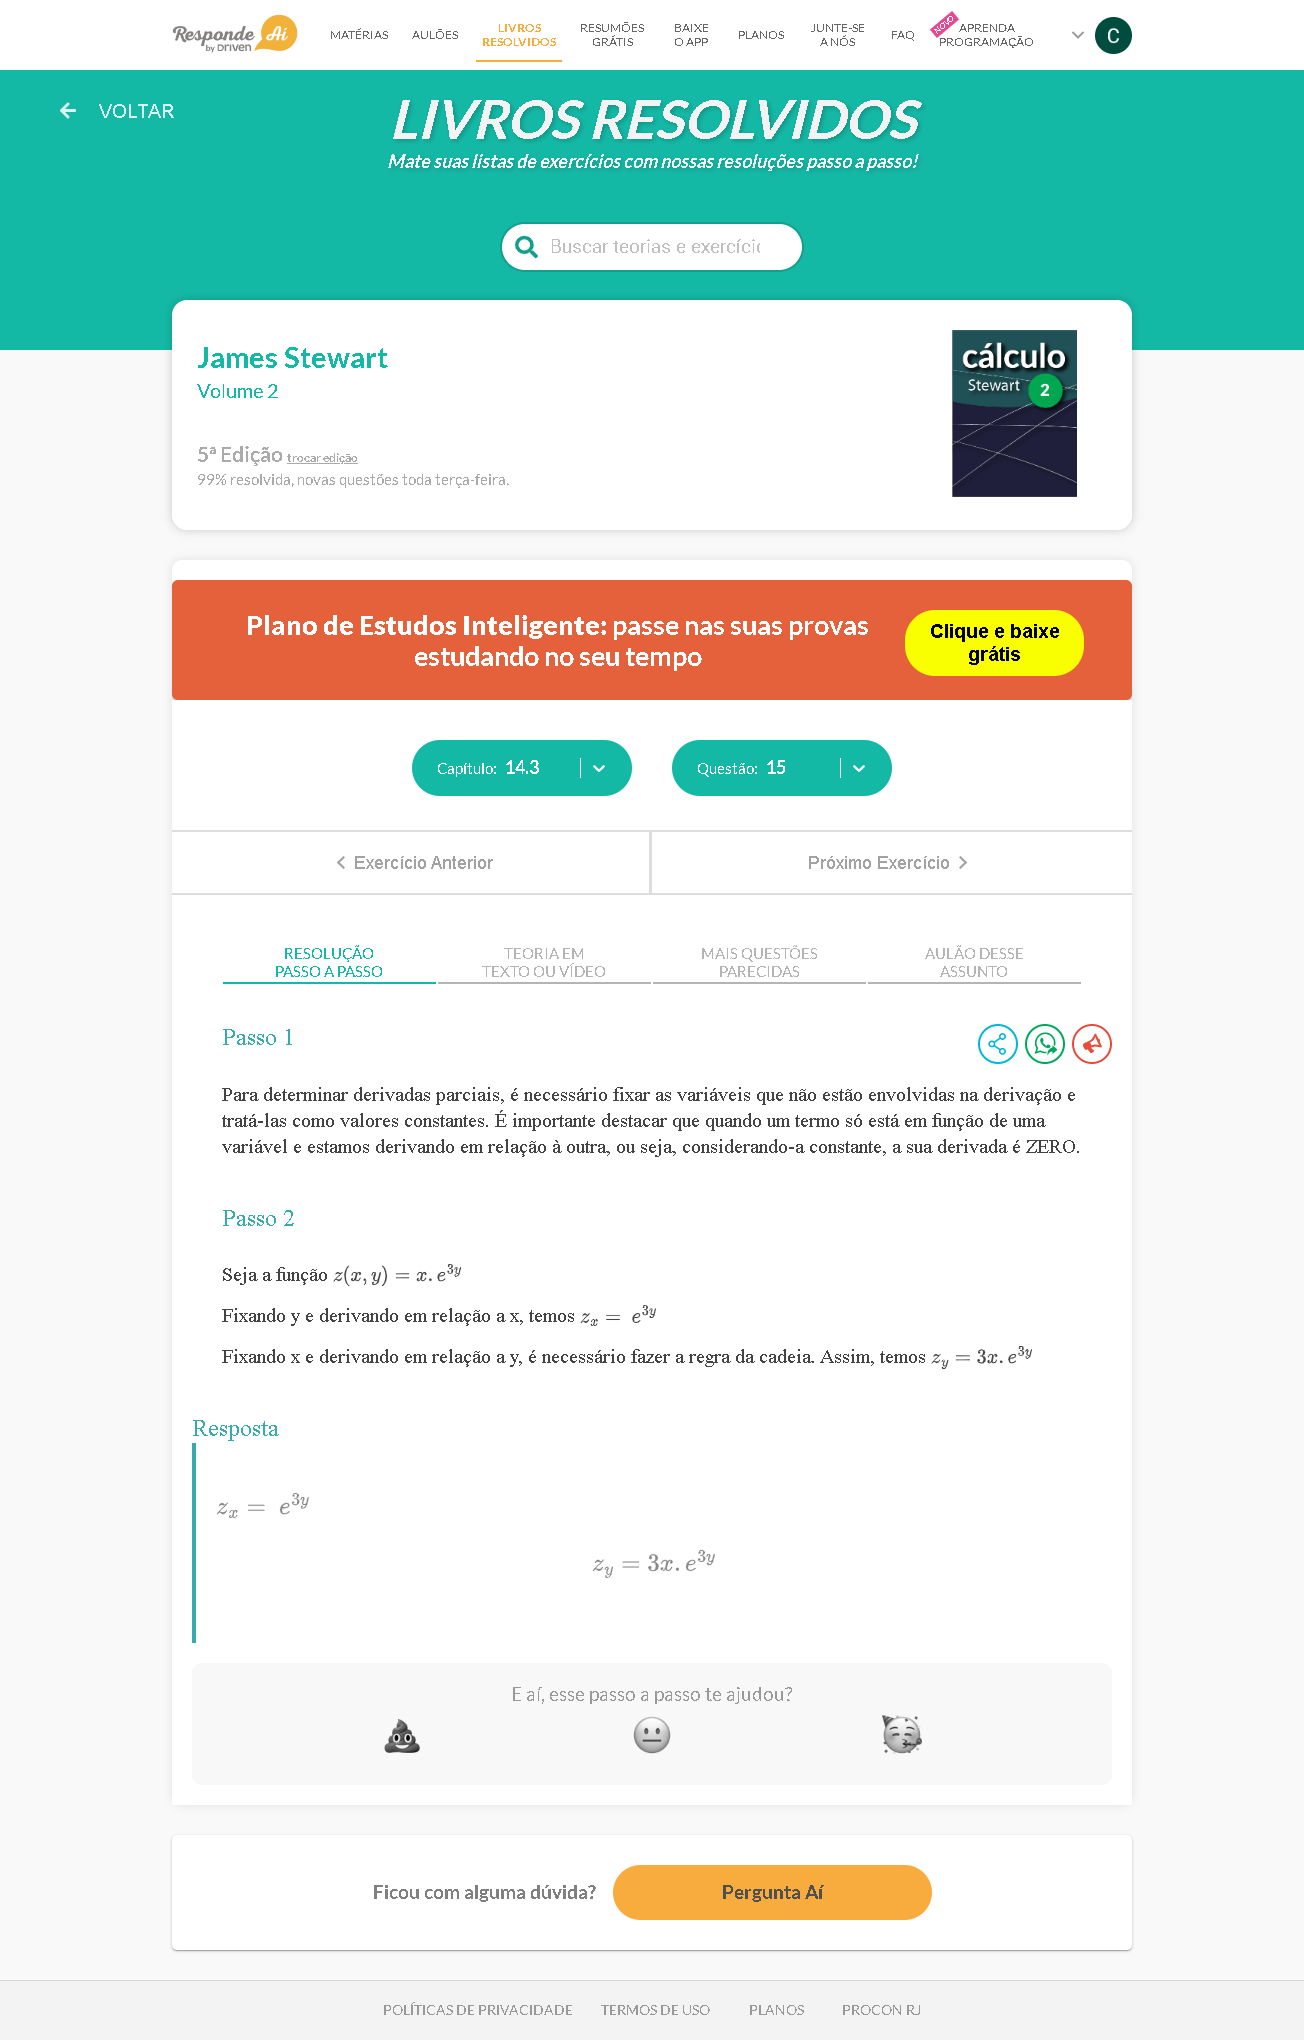 Responde Aí
by DRIVEN
MATÉRIAS
AULÕES
LIVROS
RESOLVIDOS
RESUMÕES
GRÁTIS
BAIXE
O APP
PLANOS
JUNTE-SE
A NÓS
FAQ
NOVO
APRENDA
PROGRAMAÇÃO
C
VOLTAR
LIVROS RESOLVIDOS
Mate suas listas de exercícios com nossas resoluções passo a passo!
Buscar teorias e exercíci
James Stewart
Volume 2
5ª Edição trocar edição
99% resolvida, novas questões toda terça-feira.
cálculo
Stewart 2
Plano de Estudos Inteligente: passe nas suas provas
estudando no seu tempo
Clique e baixe
grátis
Capítulo: 14.3
Questão: 15
Exercício Anterior
Próximo Exercício
RESOLUÇÃO
PASSO A PASSO
TEORIA EM
TEXTO OU VÍDEO
MAIS QUESTÕES
PARECIDAS
AULÃO DESSE
ASSUNTO
Passo 1
Para determinar derivadas parciais, é necessário fixar as variáveis que não estão envolvidas na derivação e
tratá-las como valores constantes. É importante destacar que quando um termo só está em função de uma
variável e estamos derivando em relação à outra, ou seja, considerando-a constante, a sua derivada é ZERO.
Passo 2
Seja a função z(x, y) = x. e^{3y}
Fixando y e derivando em relação a x, temos z_x = e^{3y}
Fixando x e derivando em relação a y, é necessário fazer a regra da cadeia. Assim, temos z_y = 3x. e^{3y}
Resposta
z_x = e^{3y}
z_y = 3x. e^{3y}
E aí, esse passo a passo te ajudou?
Ficou com alguma dúvida?
Pergunta Aí
POLÍTICAS DE PRIVACIDADE
TERMOS DE USO
PLANOS
PROCON RJ